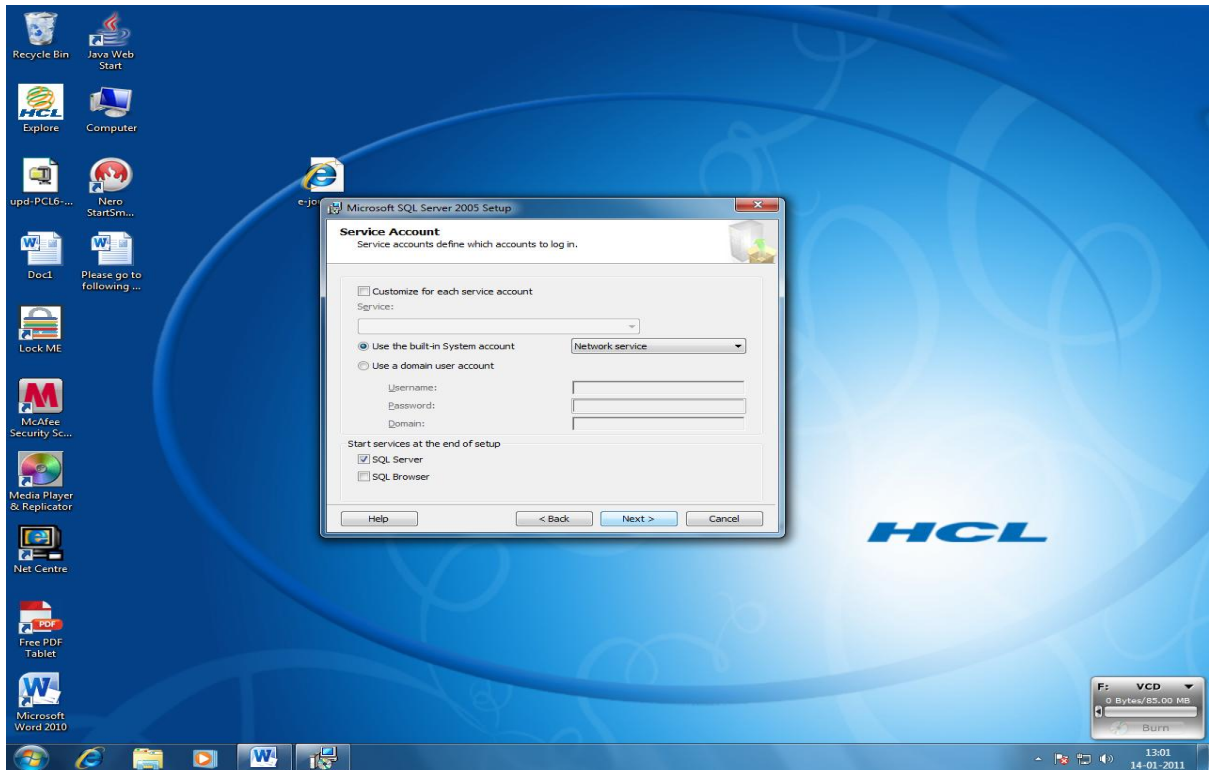 Recycle Bin
Java Web
Start
HCL
Explore
Computer
upd-PCL6-...
Nero
StartSm...
e-jo
Doc1
Please go to
following ...
Lock ME
McAfee
Security Sc...
Media Player
& Replicator
Net Centre
PDF
Free PDF
Tablet
Microsoft
Word 2010
Microsoft SQL Server 2005 Setup
Service Account
Service accounts define which accounts to log in.
Customize for each service account
Service:
Use the built-in System account
Network service
Use a domain user account
Username:
Password:
Domain:
Start services at the end of setup
SQL Server
SQL Browser
Help
< Back
Next >
Cancel
HCL
F: VCD
0 Bytes/85.00 MB
Burn
13:01
14-01-2011